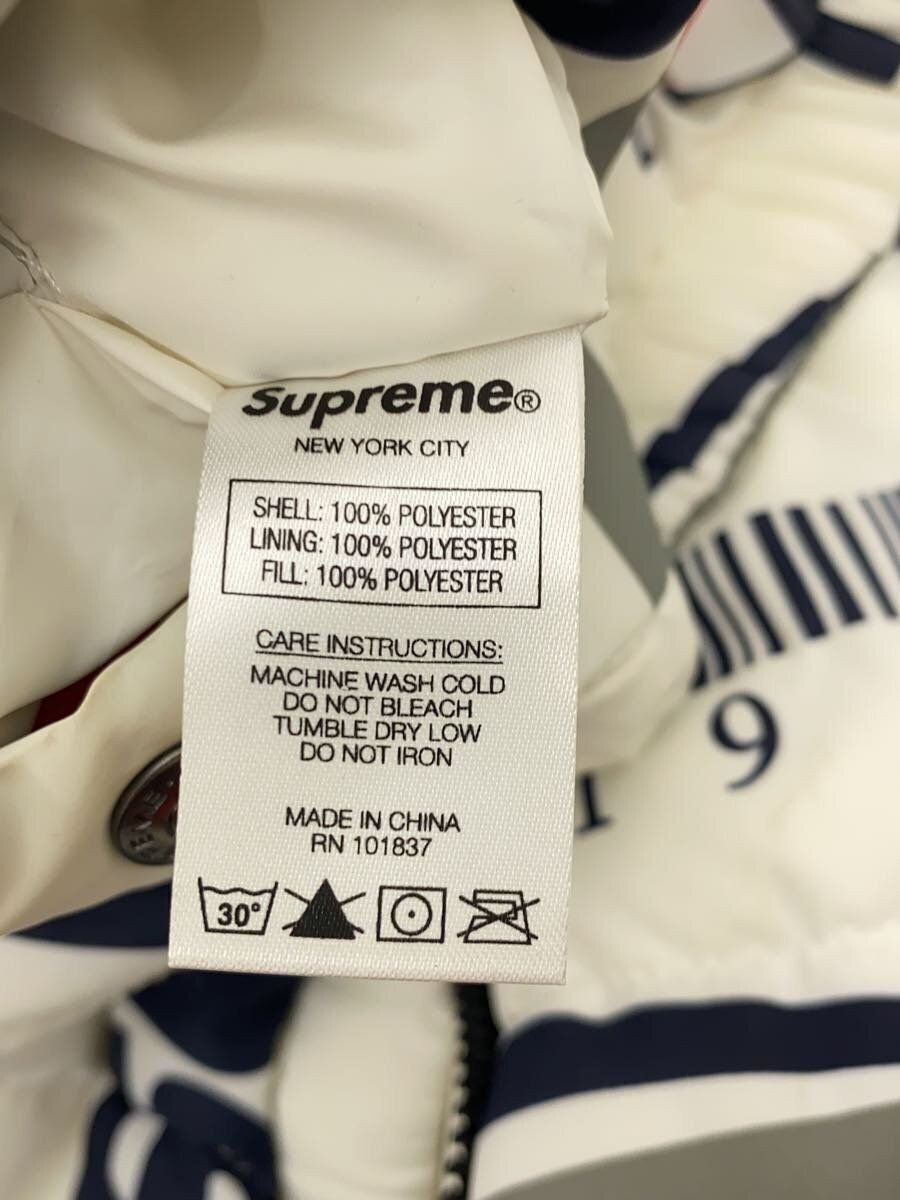 Supreme®
NEW YORK CITY
SHELL: 100% POLYESTER
LINING: 100% POLYESTER
FILL: 100% POLYESTER
CARE INSTRUCTIONS:
MACHINE WASH COLD
DO NOT BLEACH
TUMBLE DRY LOW
DO NOT IRON
MADE IN CHINA
RN 101837
30°
9